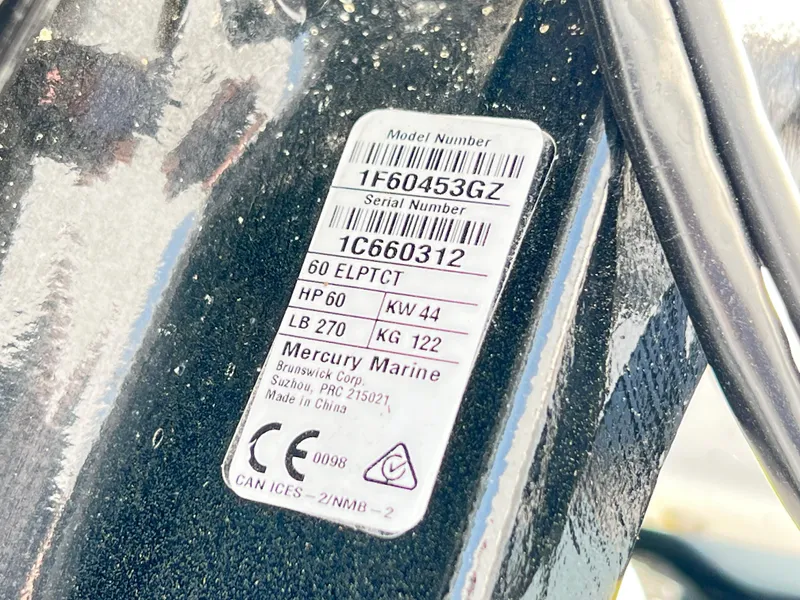 Model Number
1F60453GZ
Serial Number
1C660312
60 ELPTCT
HP 60 KW 44
LB 270 KG 122
Mercury Marine
Brunswick Corp.
Suzhou, PRC 215021
Made in China
CE 0098
CAN ICES-2/NMB-2